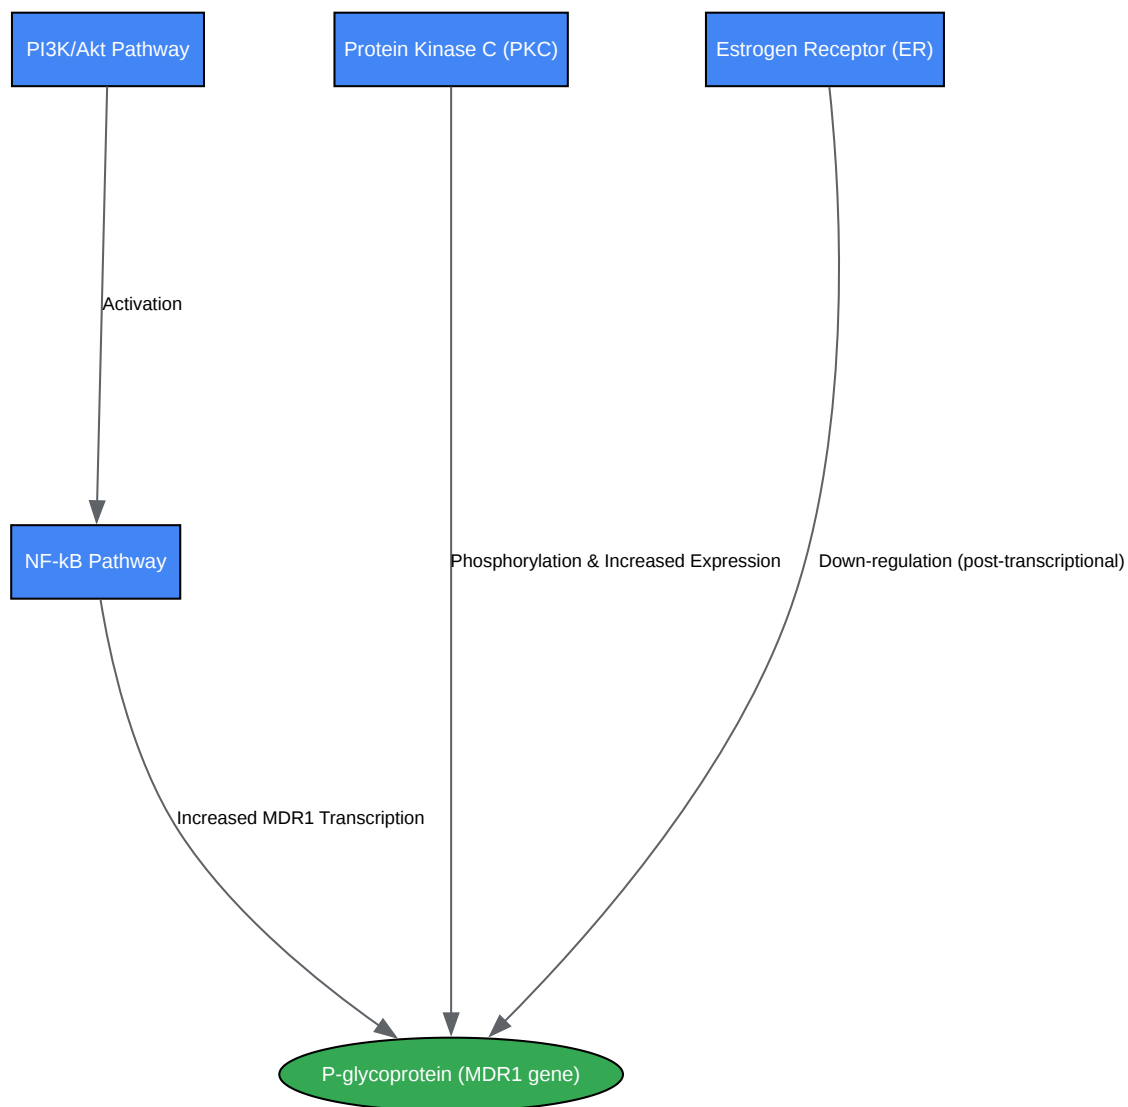 PI3K/Akt Pathway
Protein Kinase C (PKC)
Estrogen Receptor (ER)
Activation
NF-kB Pathway
Phosphorylation & Increased Expression
Down-regulation (post-transcriptional)
Increased MDR1 Transcription
P-glycoprotein (MDR1 gene)